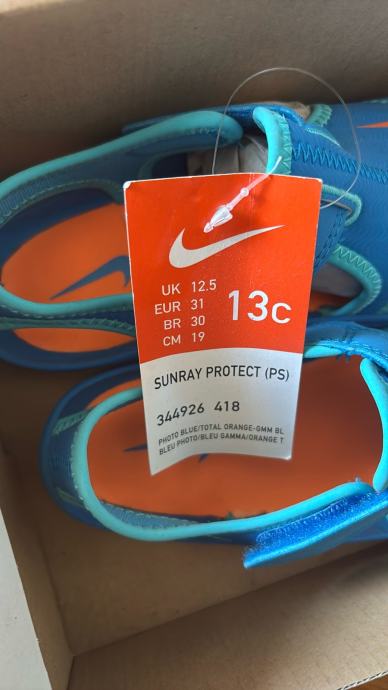 UK 12.5
EUR 31
BR 30
CM 19
13C
SUNRAY PROTECT (PS)
344926 418
PHOTO BLUE/TOTAL ORANGE-GMM BL
BLEU PHOTO/BLEU GAMMA/ORANGE T